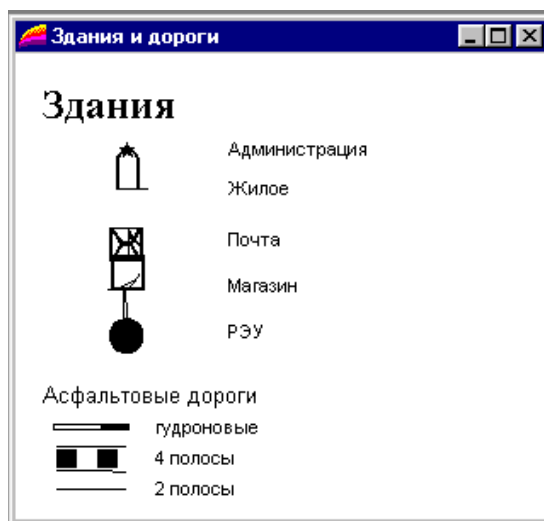 Здания и дороги
Здания
Администрация
Жилое
Почта
Магазин
РЭУ
Асфальтовые дороги
гудроновые
4 полосы
2 полосы